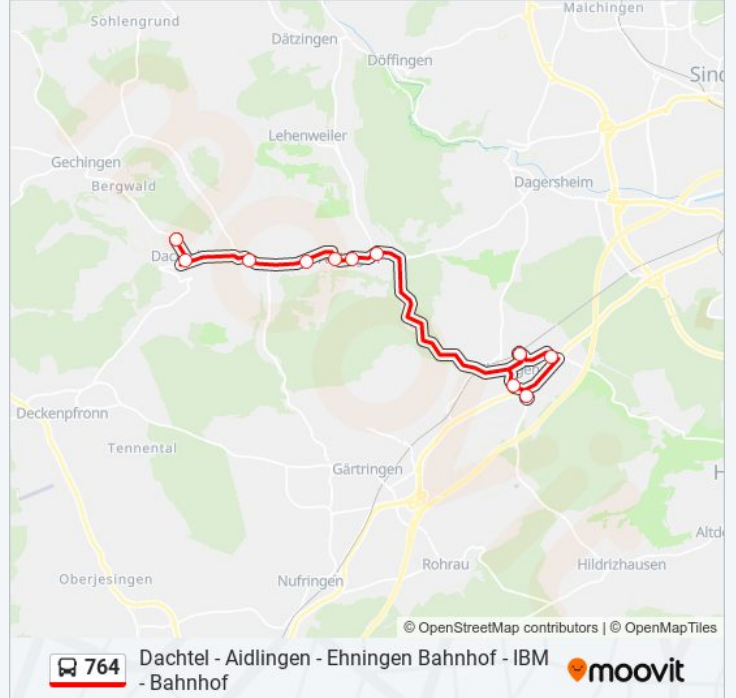 Maichingen
Sohlengrund
Dätzingen
Döffingen
Sind
Lehenweiler
Gechingen
Bergwald
Dagersheim
Dac
Deckenpfronn
Tennental
Gärtringen
H
Altd
Rohrau
Hildrizhausen
Oberjesingen
Nufringen
© OpenStreetMap contributors | © OpenMapTiles
764
Dachtel - Aidlingen - Ehningen Bahnhof - IBM
- Bahnhof
moovit